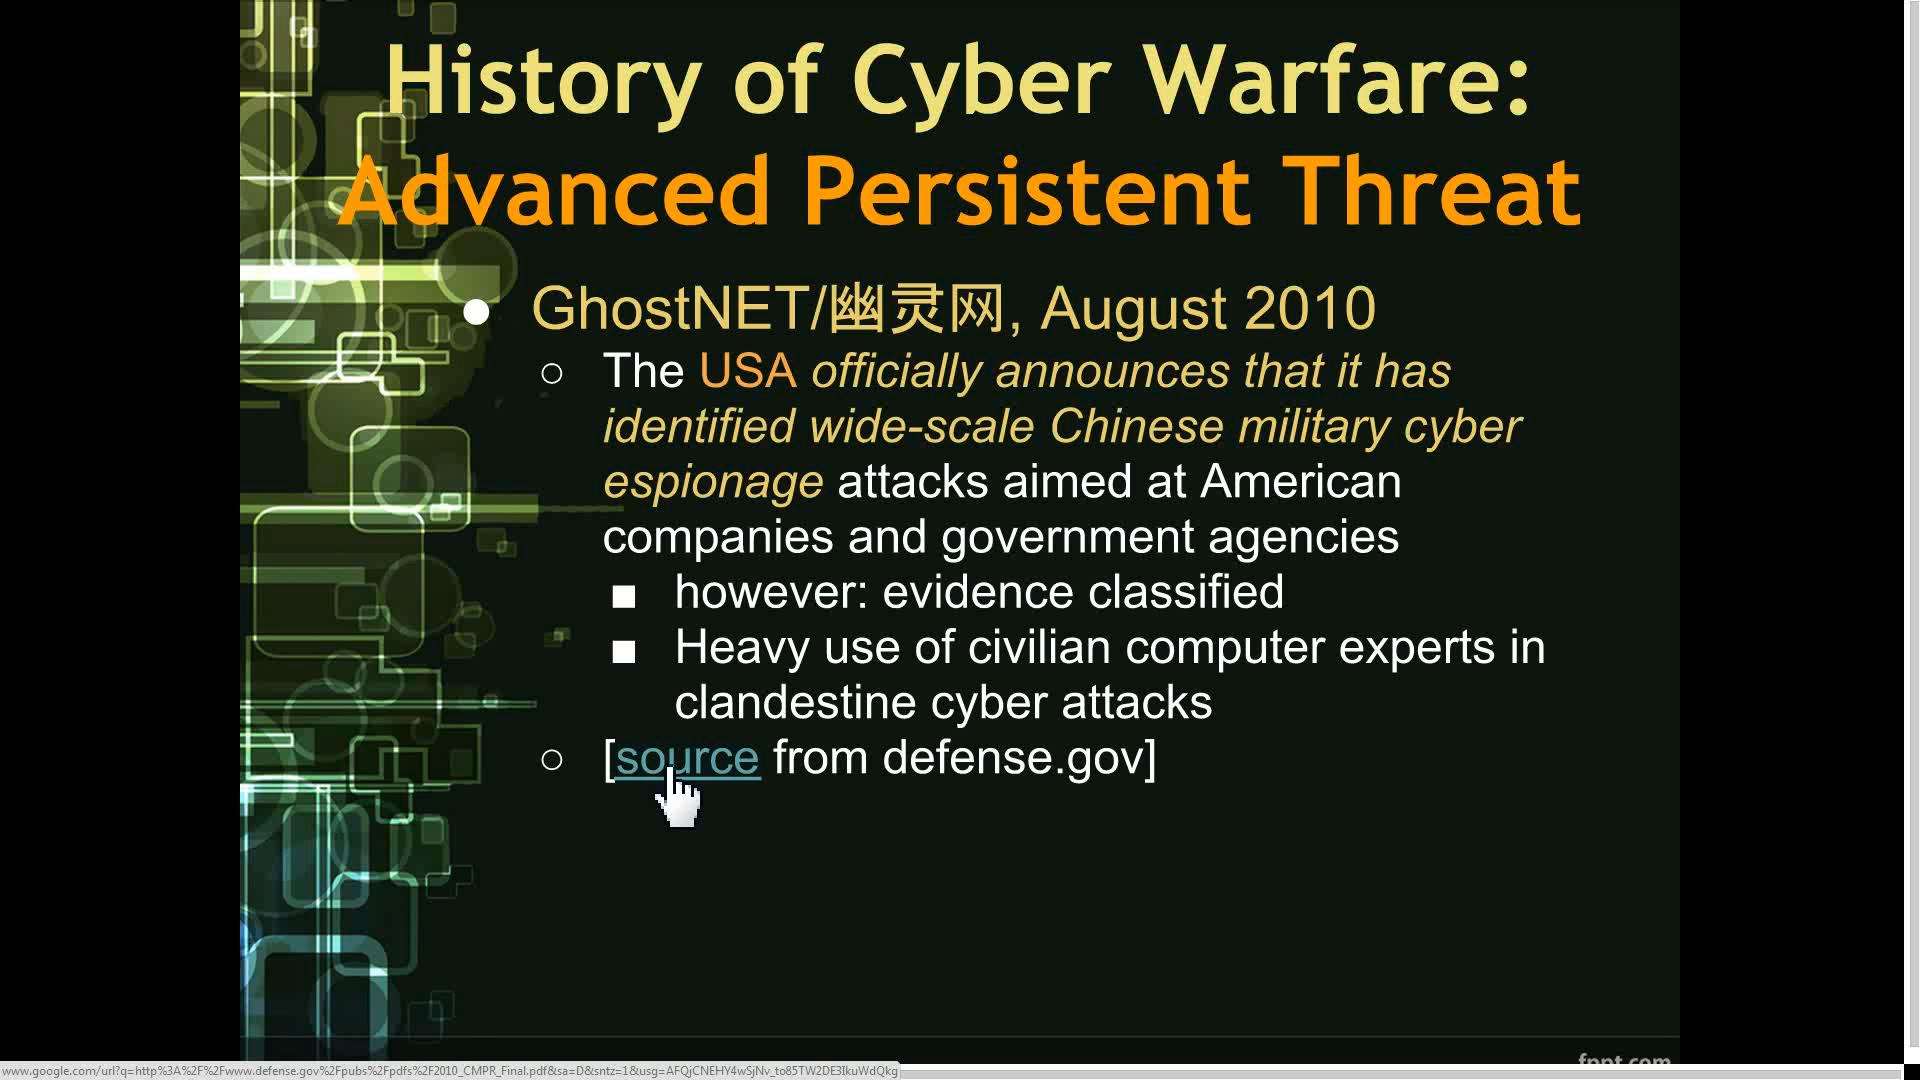 History of Cyber Warfare:
Advanced Persistent Threat
● GhostNET/幽灵网, August 2010
○ The USA officially announces that it has
identified wide-scale Chinese military cyber
espionage attacks aimed at American
companies and government agencies
■ however: evidence classified
■ Heavy use of civilian computer experts in
clandestine cyber attacks
○ [source from defense.gov]
fppt.com
www.google.com/url?q=http%3A%2F%2Fwww.defense.gov%2Fpubs%2Fpdfs%2F2010_CMPR_Final.pdf&sa=D&sntz=1&usg=AFQjCNEHY4wSjNv_to85TW2DE3IkuWdQkg